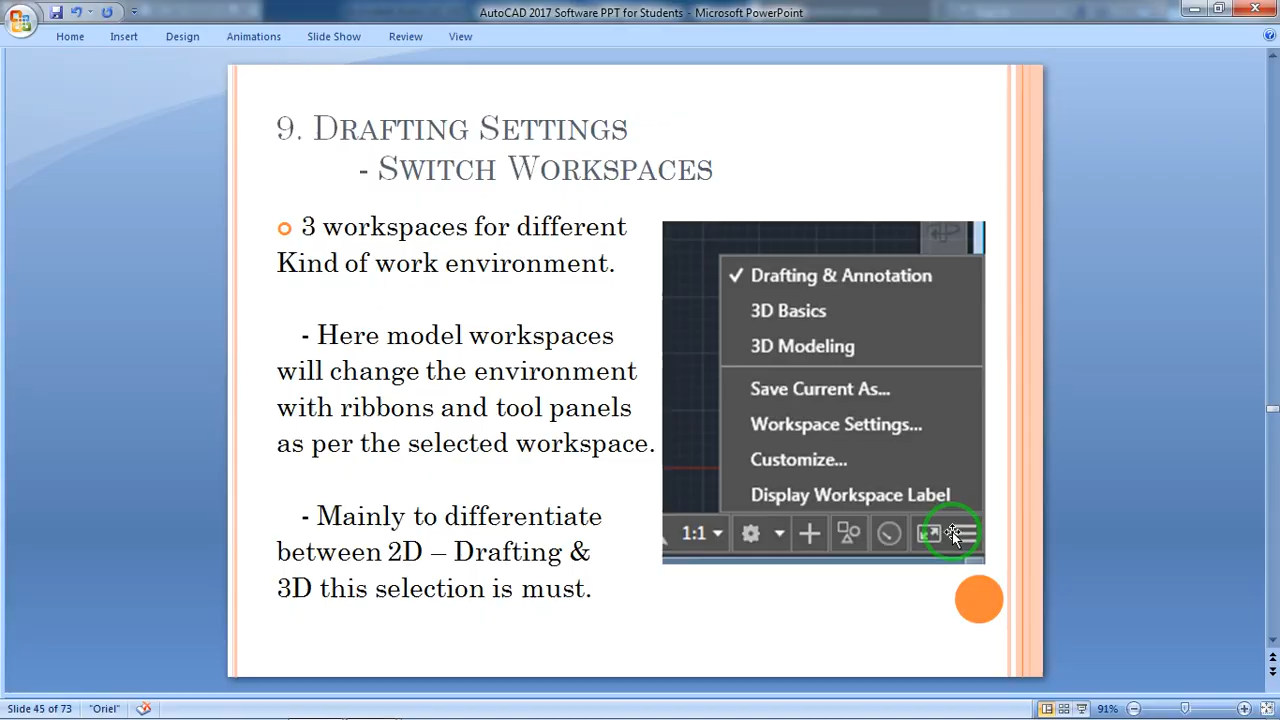 AutoCAD 2017 Software PPT for Students - Microsoft PowerPoint
Home Insert Design Animations Slide Show Review View
9. Drafting Settings
- Switch Workspaces
3 workspaces for different
Kind of work environment.
- Here model workspaces
will change the environment
with ribbons and tool panels
as per the selected workspace.
- Mainly to differentiate
between 2D – Drafting &
3D this selection is must.
Drafting & Annotation
3D Basics
3D Modeling
Save Current As...
Workspace Settings...
Customize...
Display Workspace Label
1:1
Slide 45 of 73 "Oriel" 91%